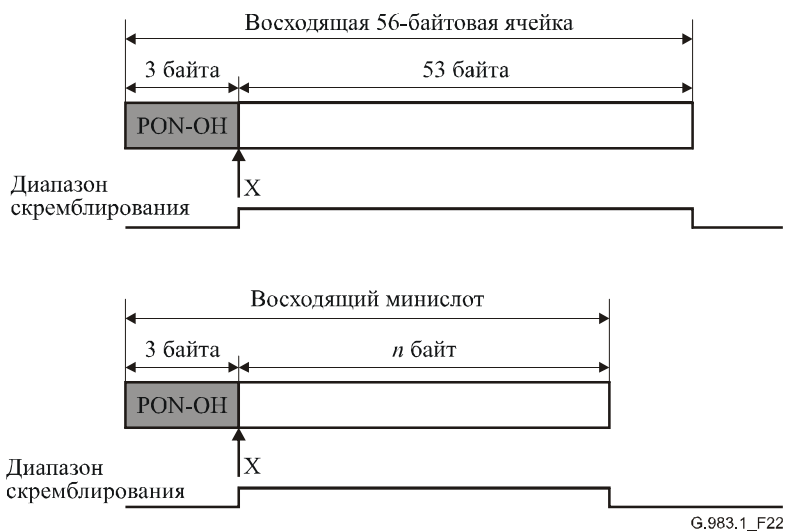 Восходящая 56-байтовая ячейка
3 байта
53 байта
PON-OH
X
Диапазон
скремблирования
Восходящий минислот
3 байта
n байт
PON-OH
X
Диапазон
скремблирования
G.983.1_F22